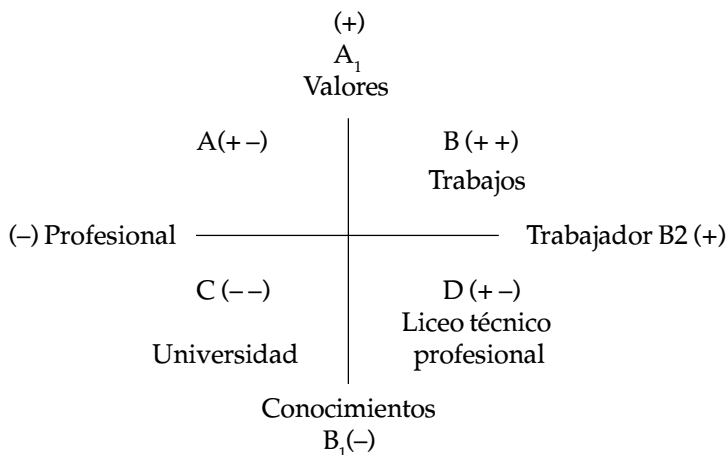 (+)
A₁
Valores
A(+ –)
B (+ +)
Trabajos
(–) Profesional
Trabajador B2 (+)
C (– –)
D (+ –)
Liceo técnico
Universidad
profesional
Conocimientos
B₁(–)